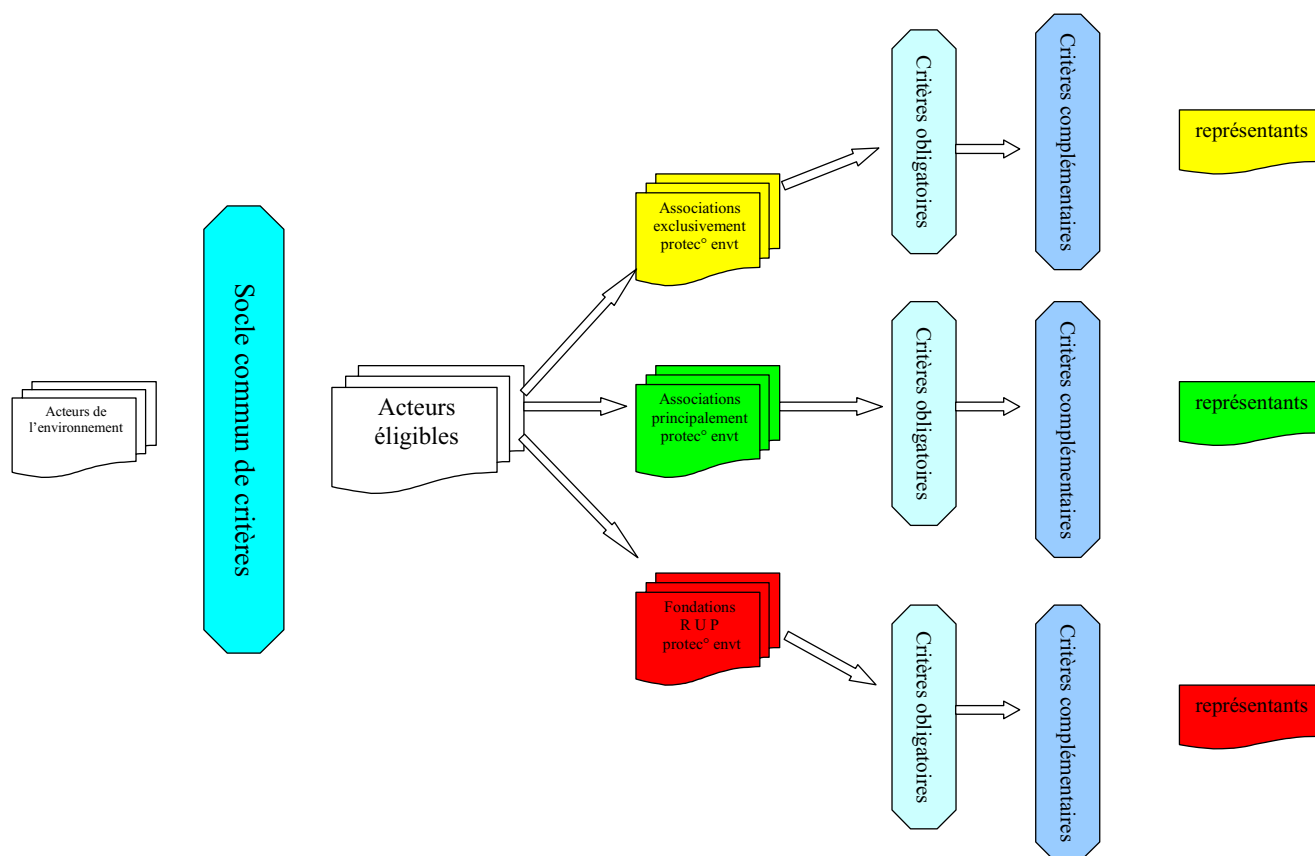 Acteurs de
l'environnement
Socle commun de critères
Acteurs
éligibles
Associations
exclusivement
protec° envt
Critères obligatoires
Critères complémentaires
représentants
Associations
principalement
protec° envt
Critères obligatoires
Critères complémentaires
représentants
Fondations
R U P
protec° envt
Critères obligatoires
Critères complémentaires
représentants